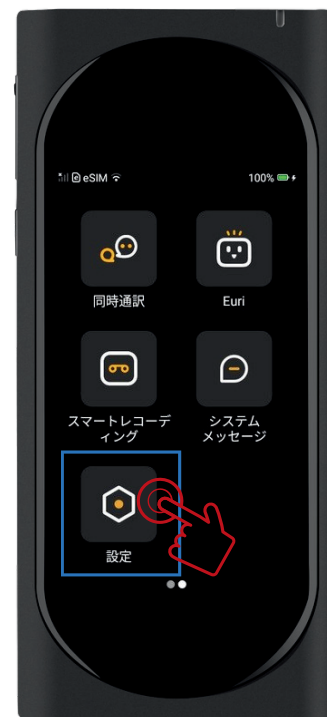 eSIM 100%
同時通訳 Euri
スマートレコーデ
ィング
システム
メッセージ
設定